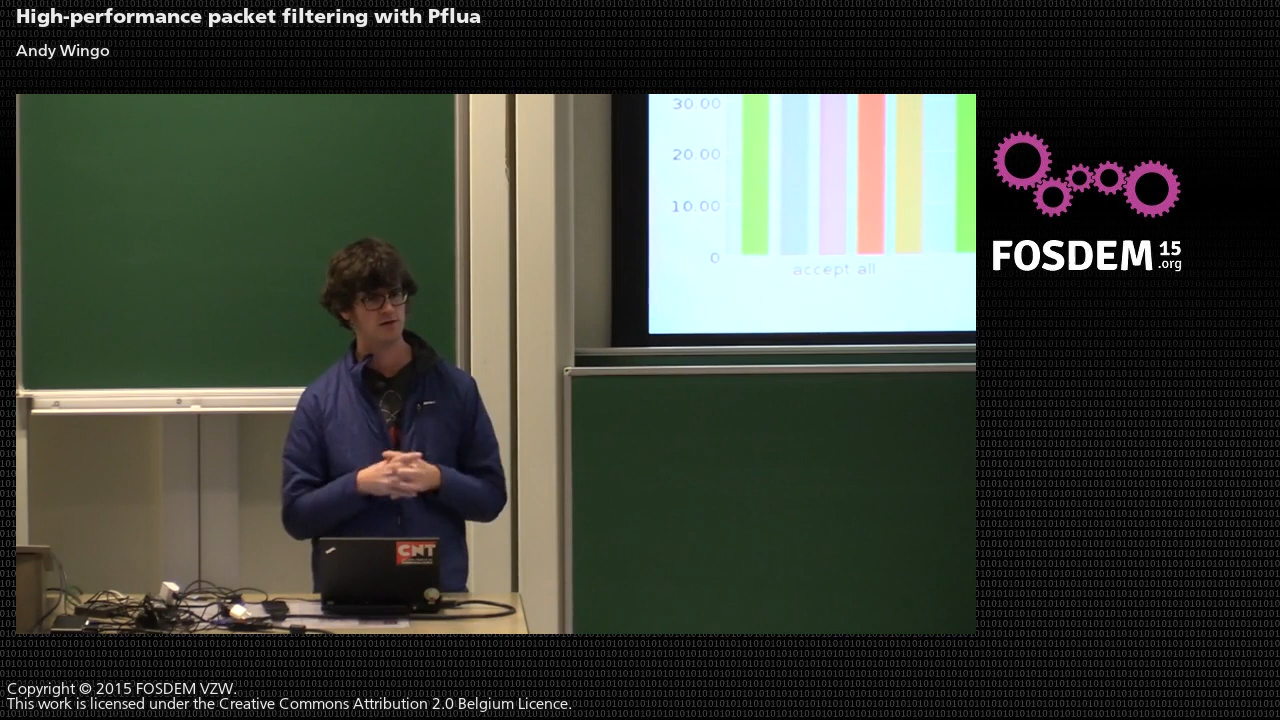 High-performance packet filtering with Pflua
Andy Wingo
30.00
20.00
10.00
0
accept all
CNT
FOSDEM 15
.org
Copyright © 2015 FOSDEM VZW.
This work is licensed under the Creative Commons Attribution 2.0 Belgium Licence.